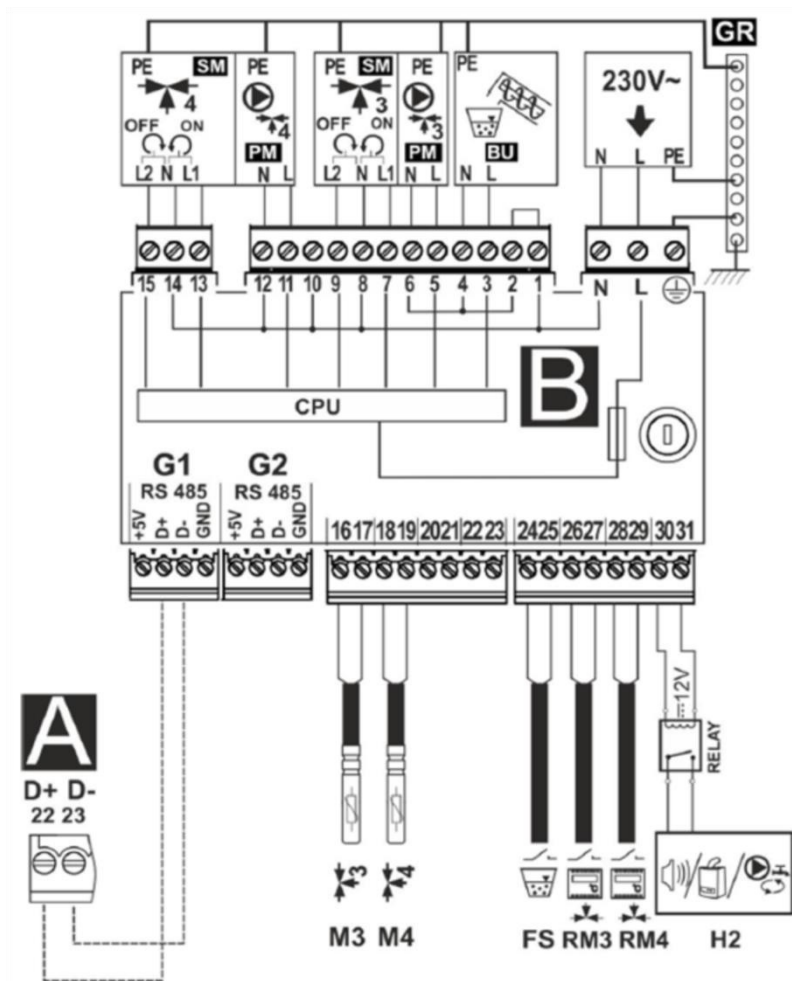 GR
PE SM PE PE SM PE PE 230V~
4 3
OFF ON 4 OFF ON 3
PM PM BU N L PE
L2 N L1 N L L2 N L1 N L N L
15 14 13 12 11 10 9 8 7 6 5 4 3 2 1 N L
B
CPU
G1 G2
RS 485 RS 485
+5V D+ D- GND +5V D+ D- GND 16 17 18 19 20 21 22 23 24 25 26 27 28 29 30 31
12V
RELAY
A
D+ D-
22 23
3 4
M3 M4 FS RM3 RM4 H2